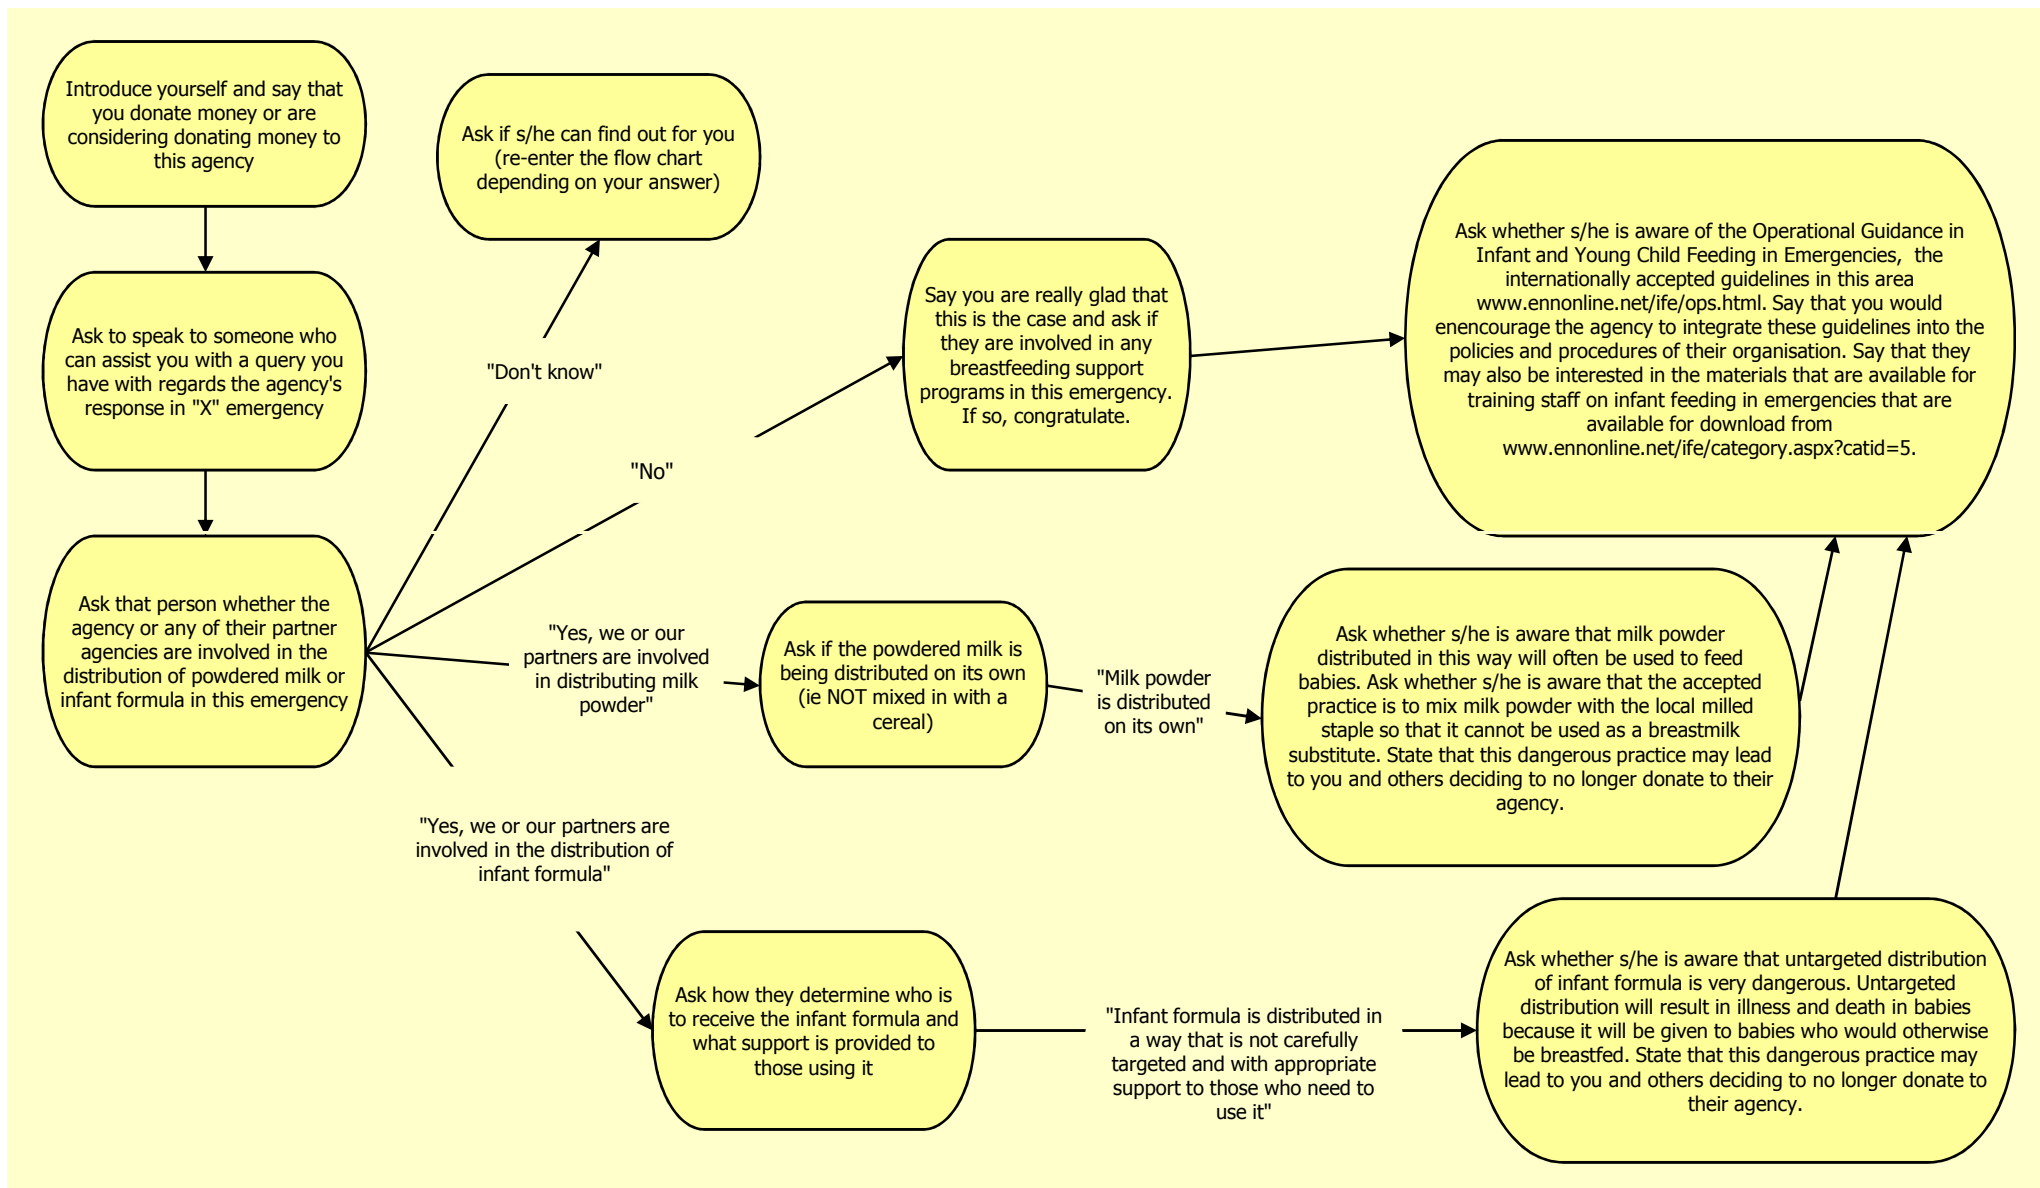 Introduce yourself and say that
you donate money or are
considering donating money to
this agency
Ask to speak to someone who
can assist you with a query you
have with regards the agency's
response in "X" emergency
Ask that person whether the
agency or any of their partner
agencies are involved in the
distribution of powdered milk or
infant formula in this emergency
"Don't know"
Ask if s/he can find out for you
(re-enter the flow chart
depending on your answer)
"No"
Say you are really glad that
this is the case and ask if
they are involved in any
breastfeeding support
programs in this emergency.
If so, congratulate.
Ask whether s/he is aware of the Operational Guidance in
Infant and Young Child Feeding in Emergencies,  the
internationally accepted guidelines in this area
www.ennonline.net/ife/ops.html. Say that you would
enencourage the agency to integrate these guidelines into the
policies and procedures of their organisation. Say that they
may also be interested in the materials that are available for
training staff on infant feeding in emergencies that are
available for download from
www.ennonline.net/ife/category.aspx?catid=5.
"Yes, we or our
partners are involved
in distributing milk
powder"
Ask if the powdered milk is
being distributed on its own
(ie NOT mixed in with a
cereal)
"Milk powder
is distributed
on its own"
Ask whether s/he is aware that milk powder
distributed in this way will often be used to feed
babies. Ask whether s/he is aware that the accepted
practice is to mix milk powder with the local milled
staple so that it cannot be used as a breastmilk
substitute. State that this dangerous practice may lead
to you and others deciding to no longer donate to their
agency.
"Yes, we or our partners are
involved in the distribution of
infant formula"
Ask how they determine who is
to receive the infant formula and
what support is provided to
those using it
"Infant formula is distributed in
a way that is not carefully
targeted and with appropriate
support to those who need to
use it"
Ask whether s/he is aware that untargeted distribution
of infant formula is very dangerous. Untargeted
distribution will result in illness and death in babies
because it will be given to babies who would otherwise
be breastfed. State that this dangerous practice may
lead to you and others deciding to no longer donate to
their agency.